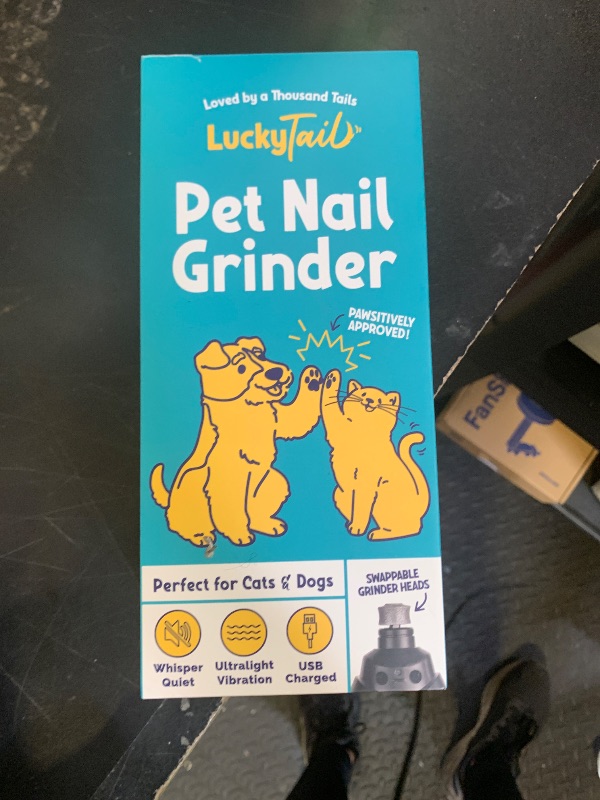 Loved by a Thousand Tails
LuckyTail
Pet Nail
Grinder
PAWSITIVELY
APPROVED!
Perfect for Cats & Dogs
SWAPPABLE
GRINDER HEADS
Whisper
Quiet
Ultralight
Vibration
USB
Charged